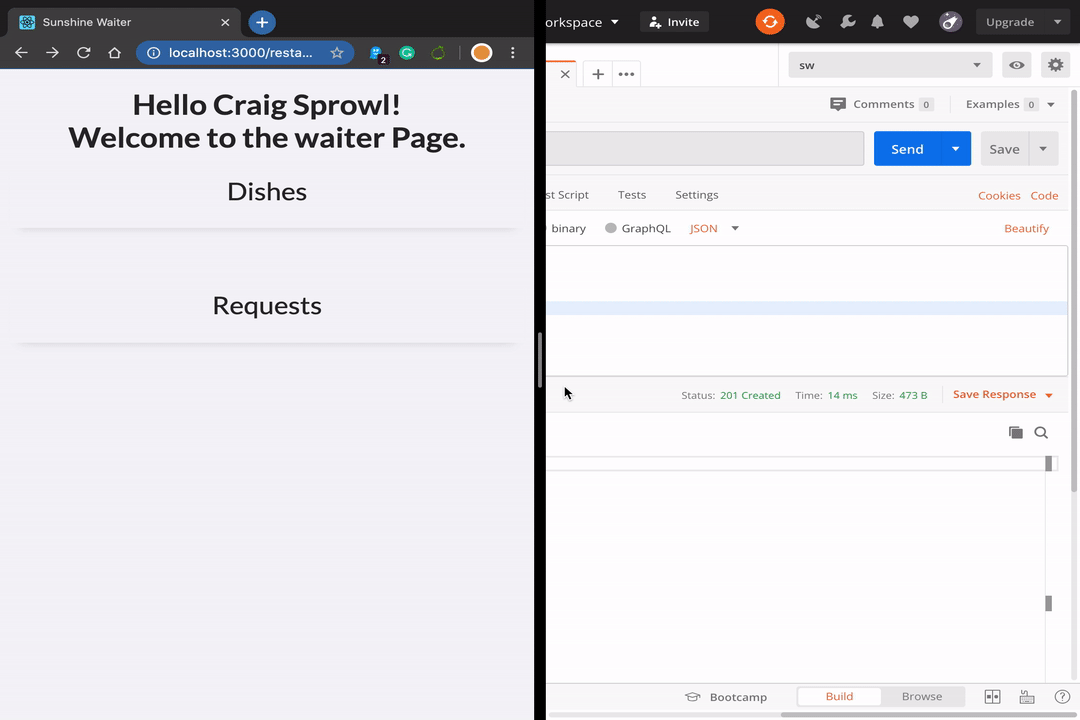 Sunshine Waiter
localhost:3000/resta...
2
Hello Craig Sprowl!
Welcome to the waiter Page.
Dishes
Requests
orkspace
Invite
Upgrade
sw
Comments 0
Examples 0
Send
Save
st Script
Tests
Settings
Cookies
Code
binary
GraphQL
JSON
Beautify
Status: 201 Created
Time: 14 ms
Size: 473 B
Save Response
Bootcamp
Build
Browse